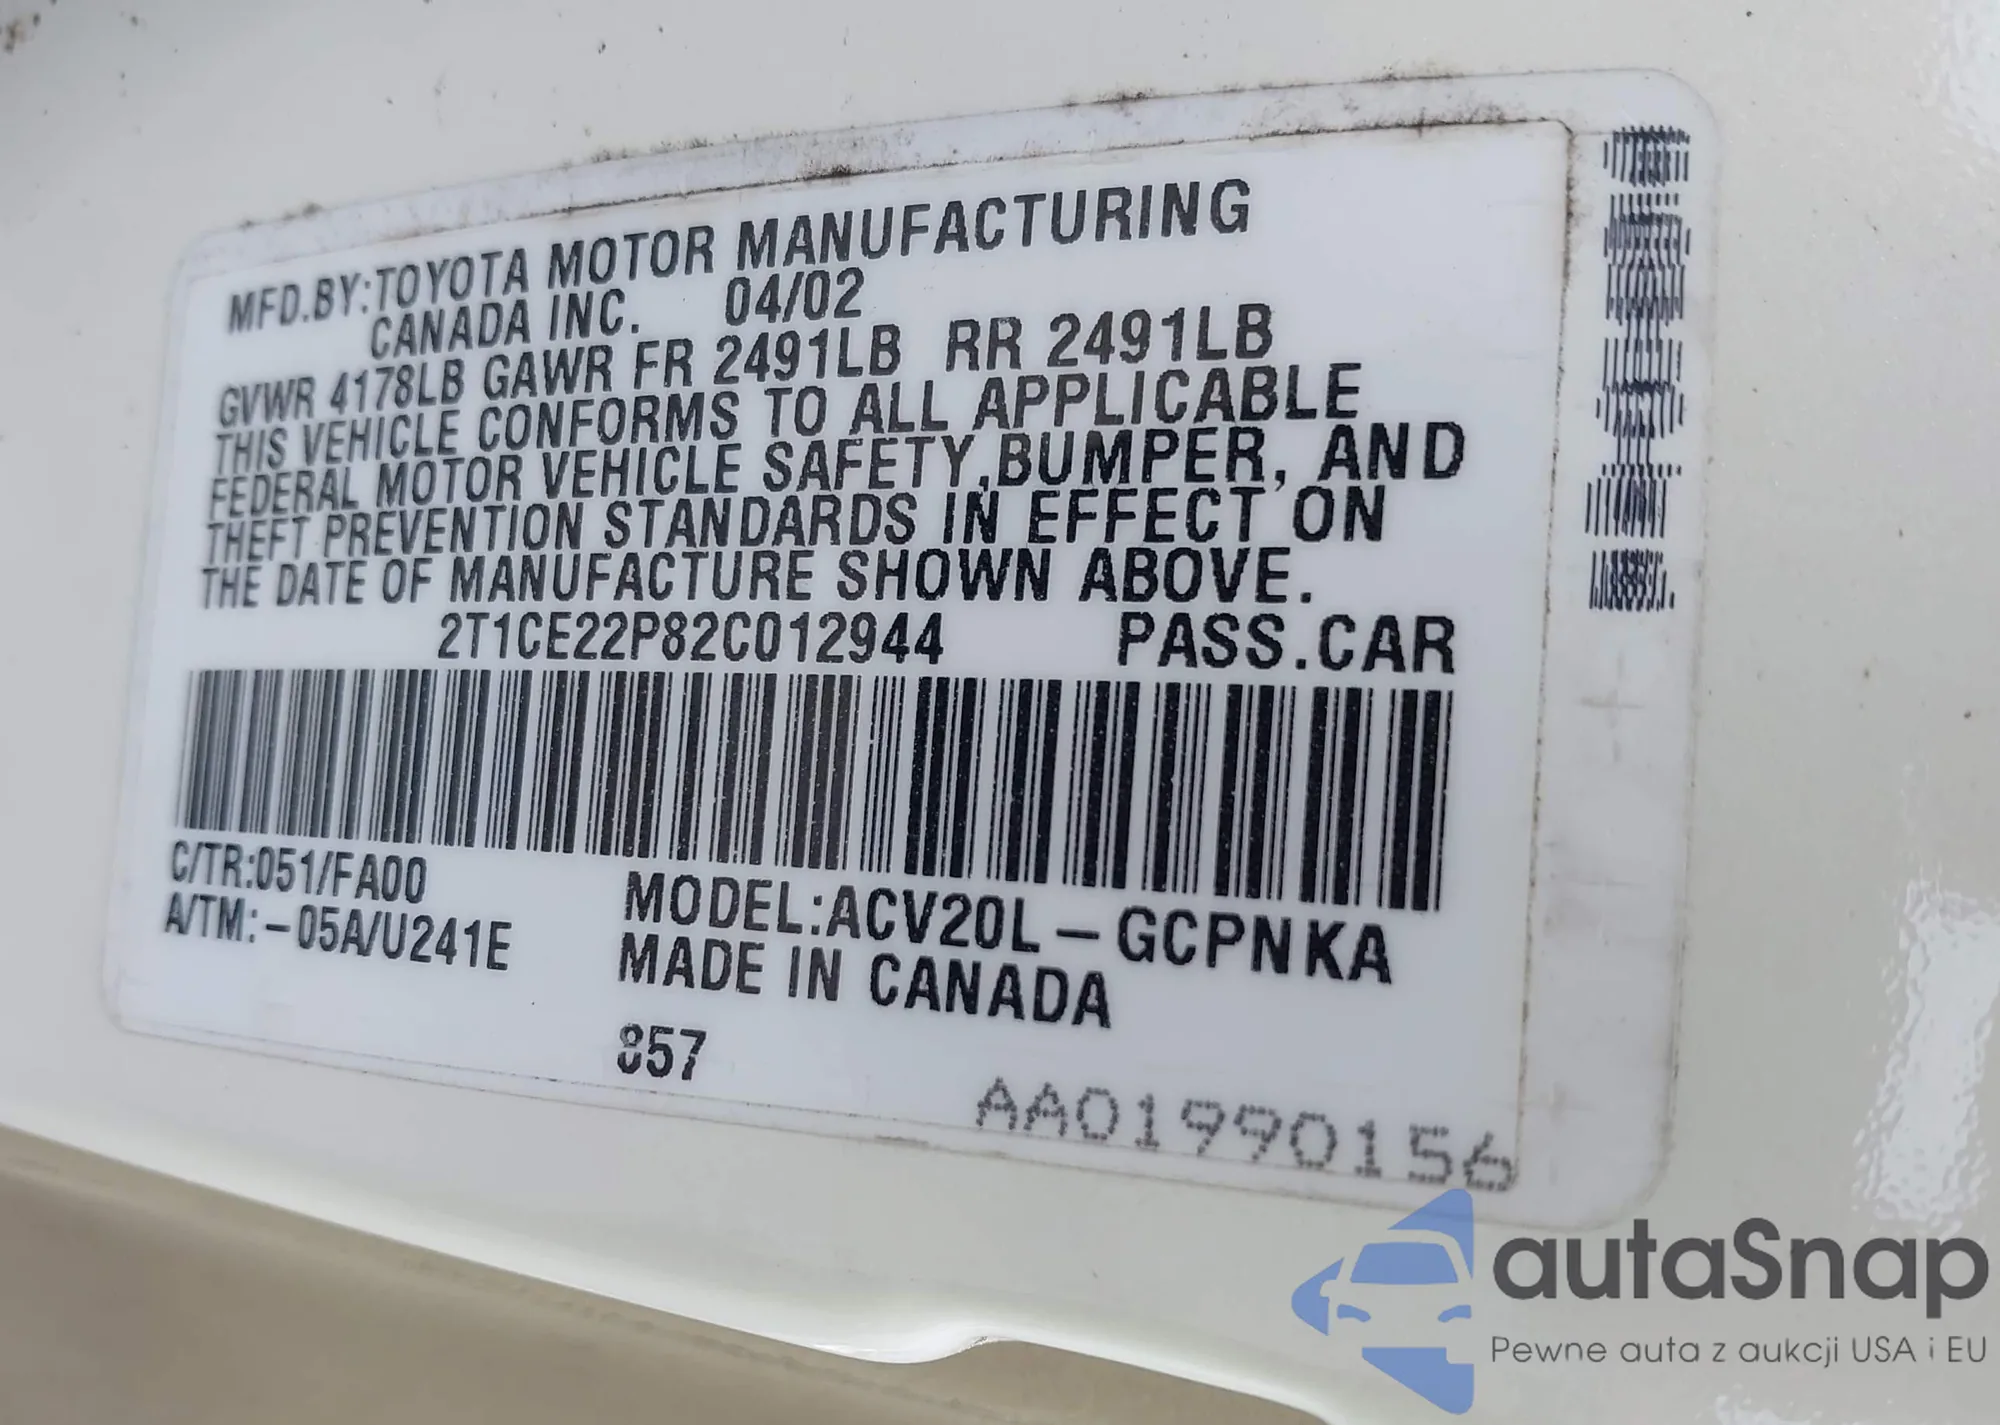 MFD.BY:TOYOTA MOTOR MANUFACTURING
CANADA INC. 04/02
GVWR 4178LB GAWR FR 2491LB RR 2491LB
THIS VEHICLE CONFORMS TO ALL APPLICABLE
FEDERAL MOTOR VEHICLE SAFETY,BUMPER, AND
THEFT PREVENTION STANDARDS IN EFFECT ON
THE DATE OF MANUFACTURE SHOWN ABOVE.
2T1CE22P82C012944 PASS.CAR
C/TR:051/FA00
A/TM:-05A/U241E
MODEL:ACV20L-GCPNKA
MADE IN CANADA
857
AA01990156
autaSnap
Pewne auta z aukcji USA i EU